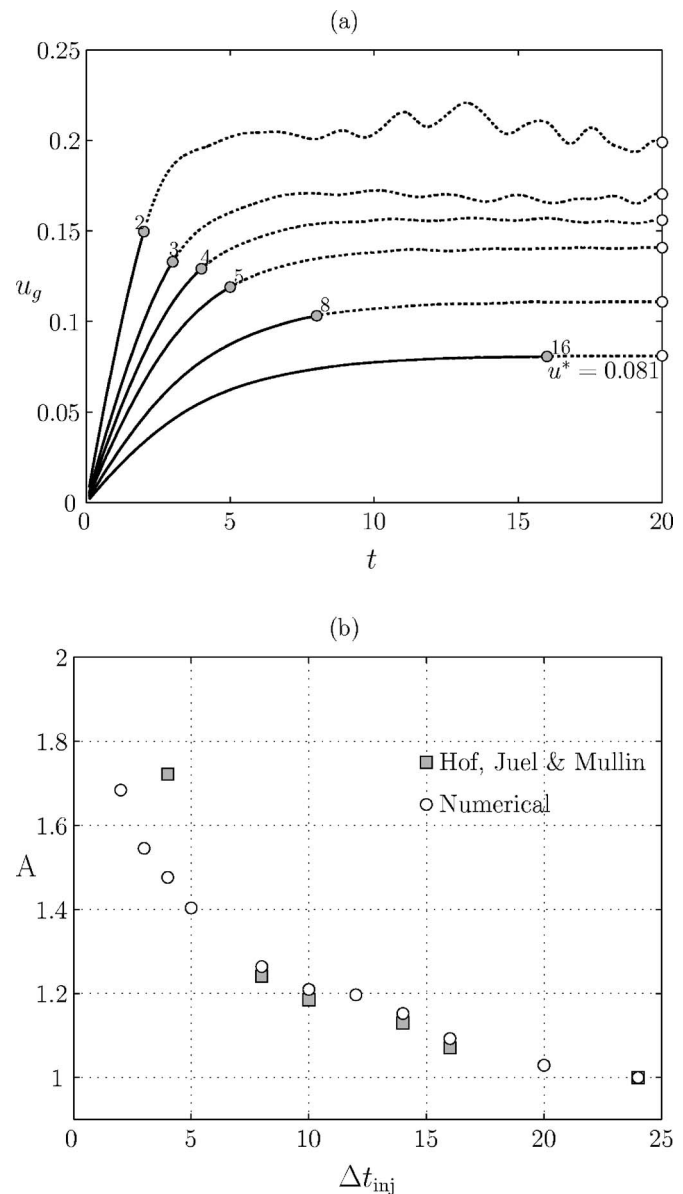 (a)
0.25
0.2
0.15
0.1
0.05
0
u_g
2
3
4
5
8
16
u* = 0.081
0 5 10 15 20
t
(b)
2
1.8
1.6
1.4
1.2
1
A
Hof, Juel & Mullin
Numerical
0 5 10 15 20 25
Δt_inj